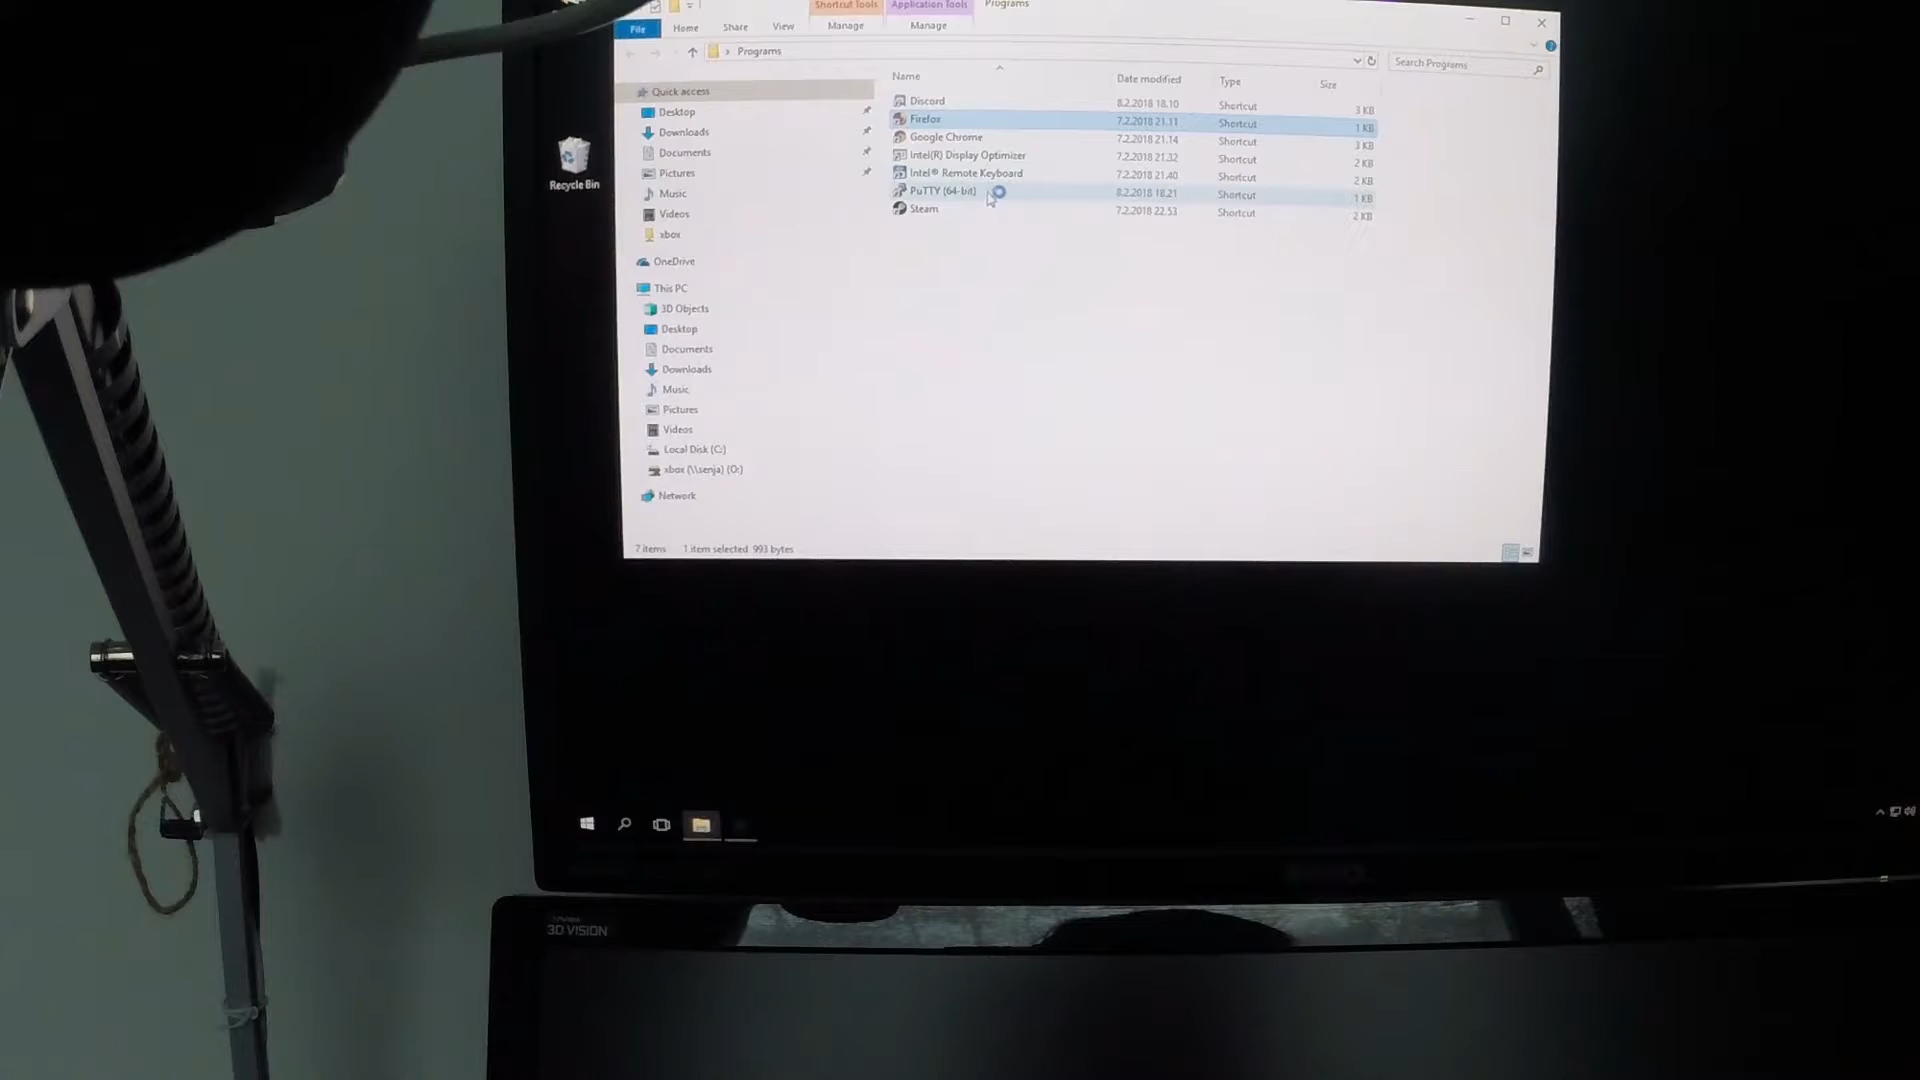 Shortcut Tools Application Tools Programs
File Home Share View Manage Manage
Programs Search Programs
Name Date modified Type Size
Quick access
Desktop
Downloads
Documents
Pictures
Music
Videos
xbox
OneDrive
This PC
3D Objects
Desktop
Documents
Downloads
Music
Pictures
Videos
Local Disk (C:)
xbox (\\senja) (O:)
Network
Discord 8.2.2018 18.10 Shortcut 3 KB
Firefox 7.2.2018 21.11 Shortcut 1 KB
Google Chrome 7.2.2018 21.14 Shortcut 3 KB
Intel(R) Display Optimizer 7.2.2018 21.32 Shortcut 2 KB
Intel® Remote Keyboard 7.2.2018 21.40 Shortcut 2 KB
PuTTY (64-bit) 8.2.2018 18.21 Shortcut 1 KB
Steam 7.2.2018 22.53 Shortcut 2 KB
7 items 1 item selected 993 bytes
Recycle Bin
3D VISION